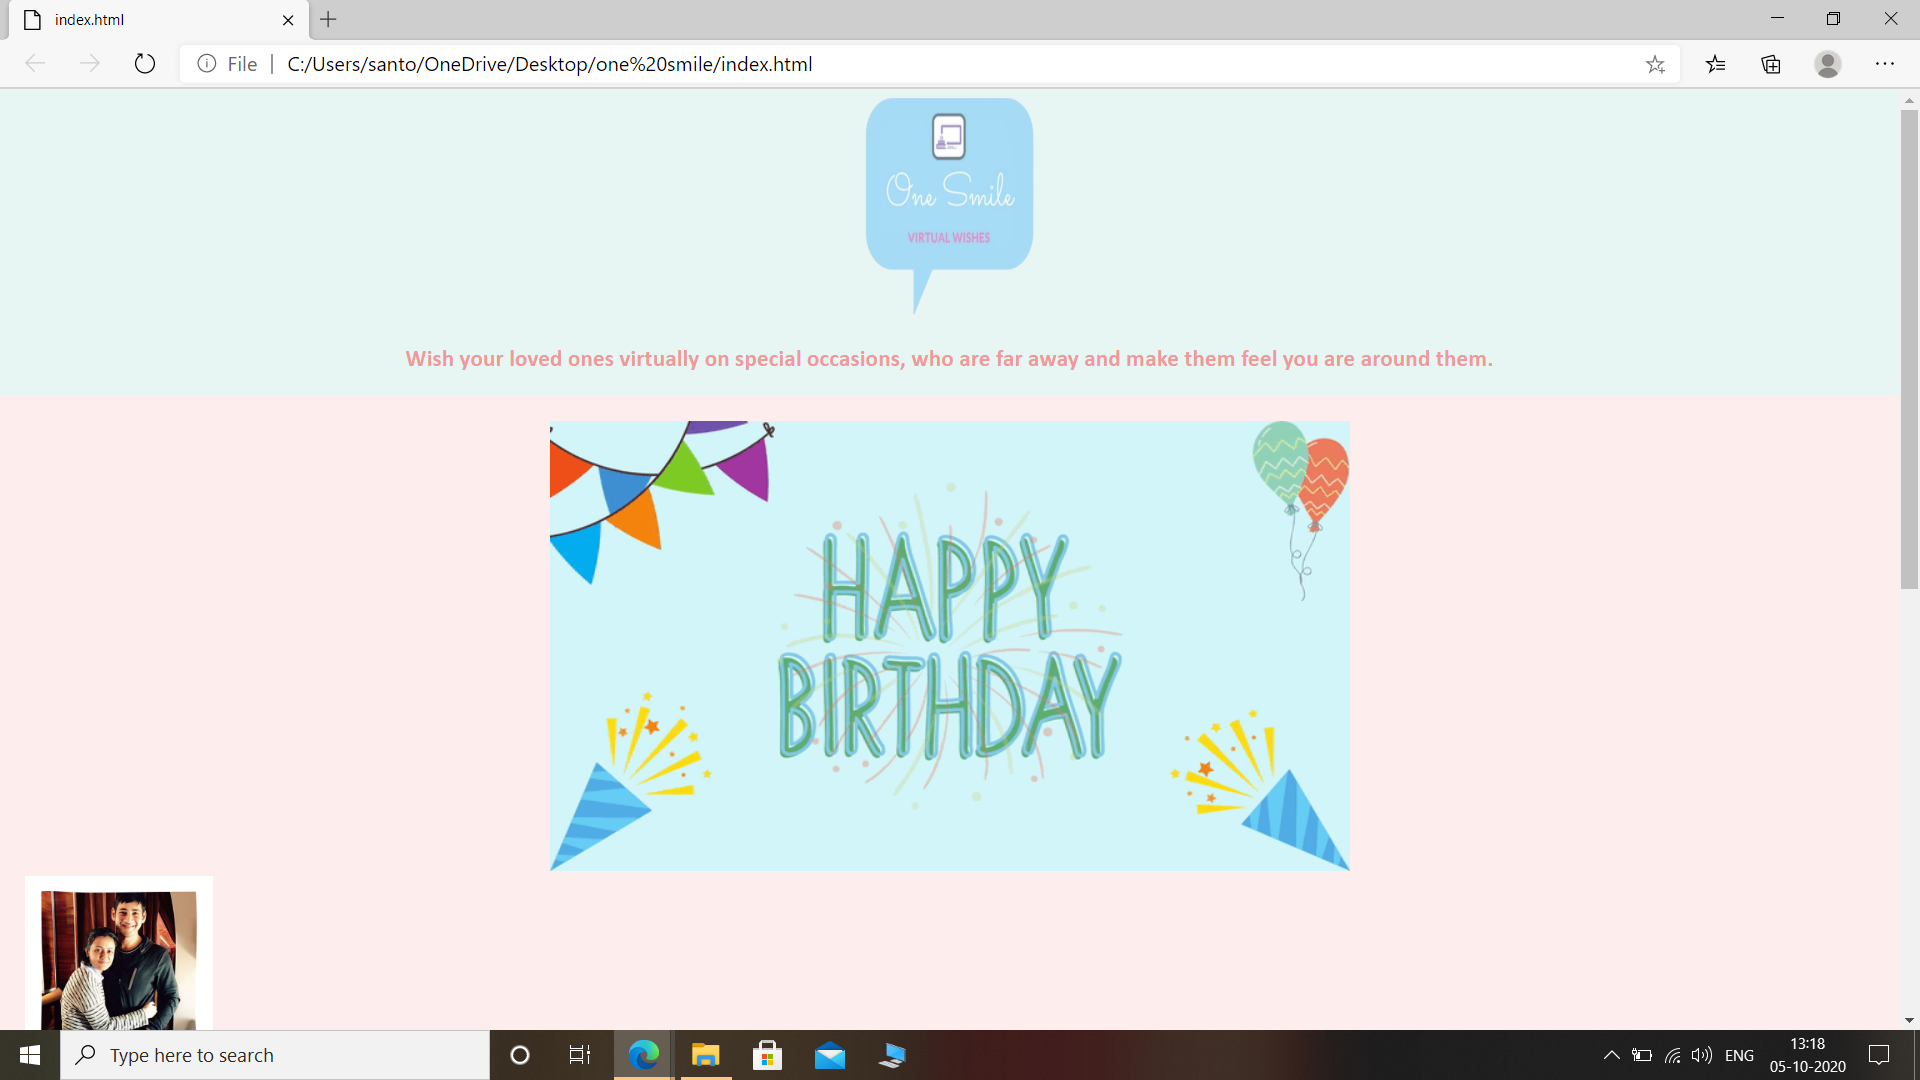 index.html
File
C:/Users/santo/OneDrive/Desktop/one%20smile/index.html
One Smile
VIRTUAL WISHES
Wish your loved ones virtually on special occasions, who are far away and make them feel you are around them.
HAPPY
BIRTHDAY
Type here to search
ENG
13:18
05-10-2020